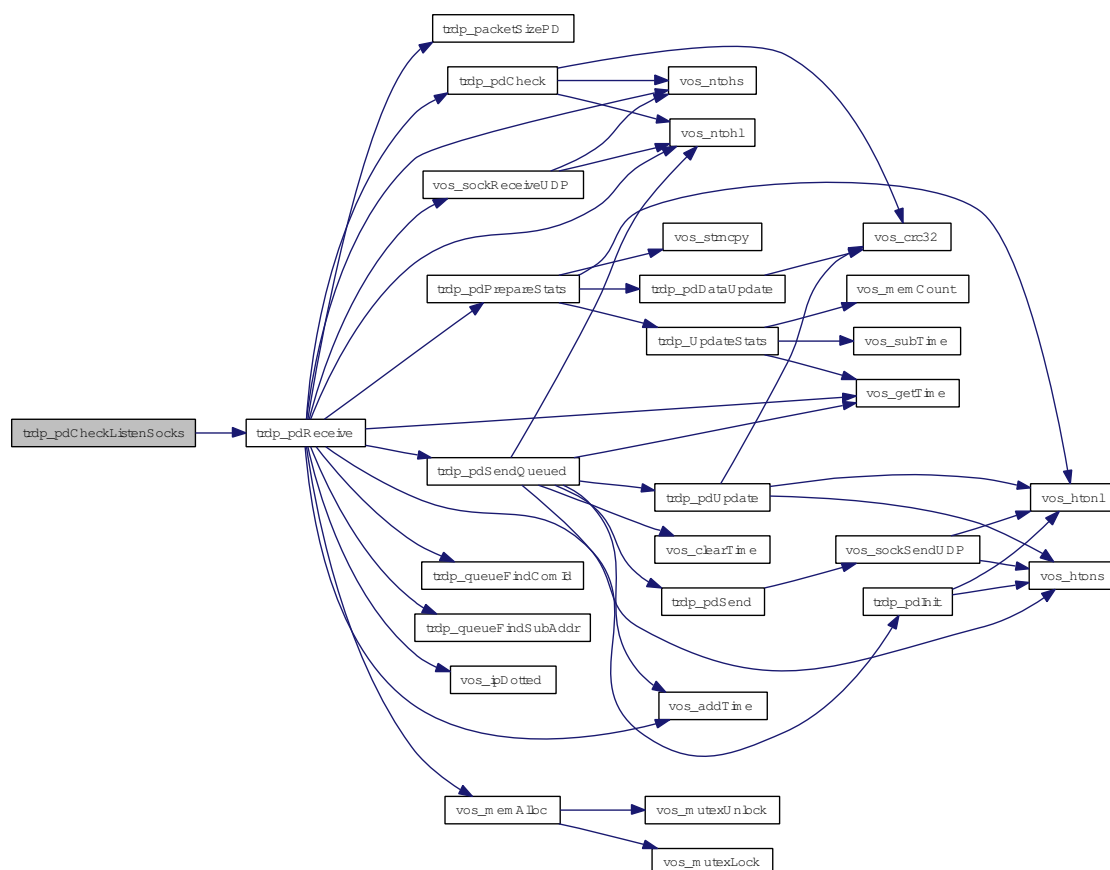 trdp_packetSizePD
trdp_pdCheck
vos_ntohs
vos_ntohl
vos_sockReceiveUDP
vos_strncpy
vos_crc32
trdp_pdPrepareStats
trdp_pdDataUpdate
vos_memCount
trdp_UpdateStats
vos_subTime
vos_getTime
trdp_pdCheckListenSocks
trdp_pdReceive
trdp_pdSendQueued
trdp_pdUpdate
vos_htonl
vos_clearTime
vos_sockSendUDP
trdp_queueFindComId
vos_htons
trdp_pdSend
trdp_pdInit
trdp_queueFindSubAddr
vos_ipDotted
vos_addTime
vos_memAlloc
vos_mutexUnlock
vos_mutexLock